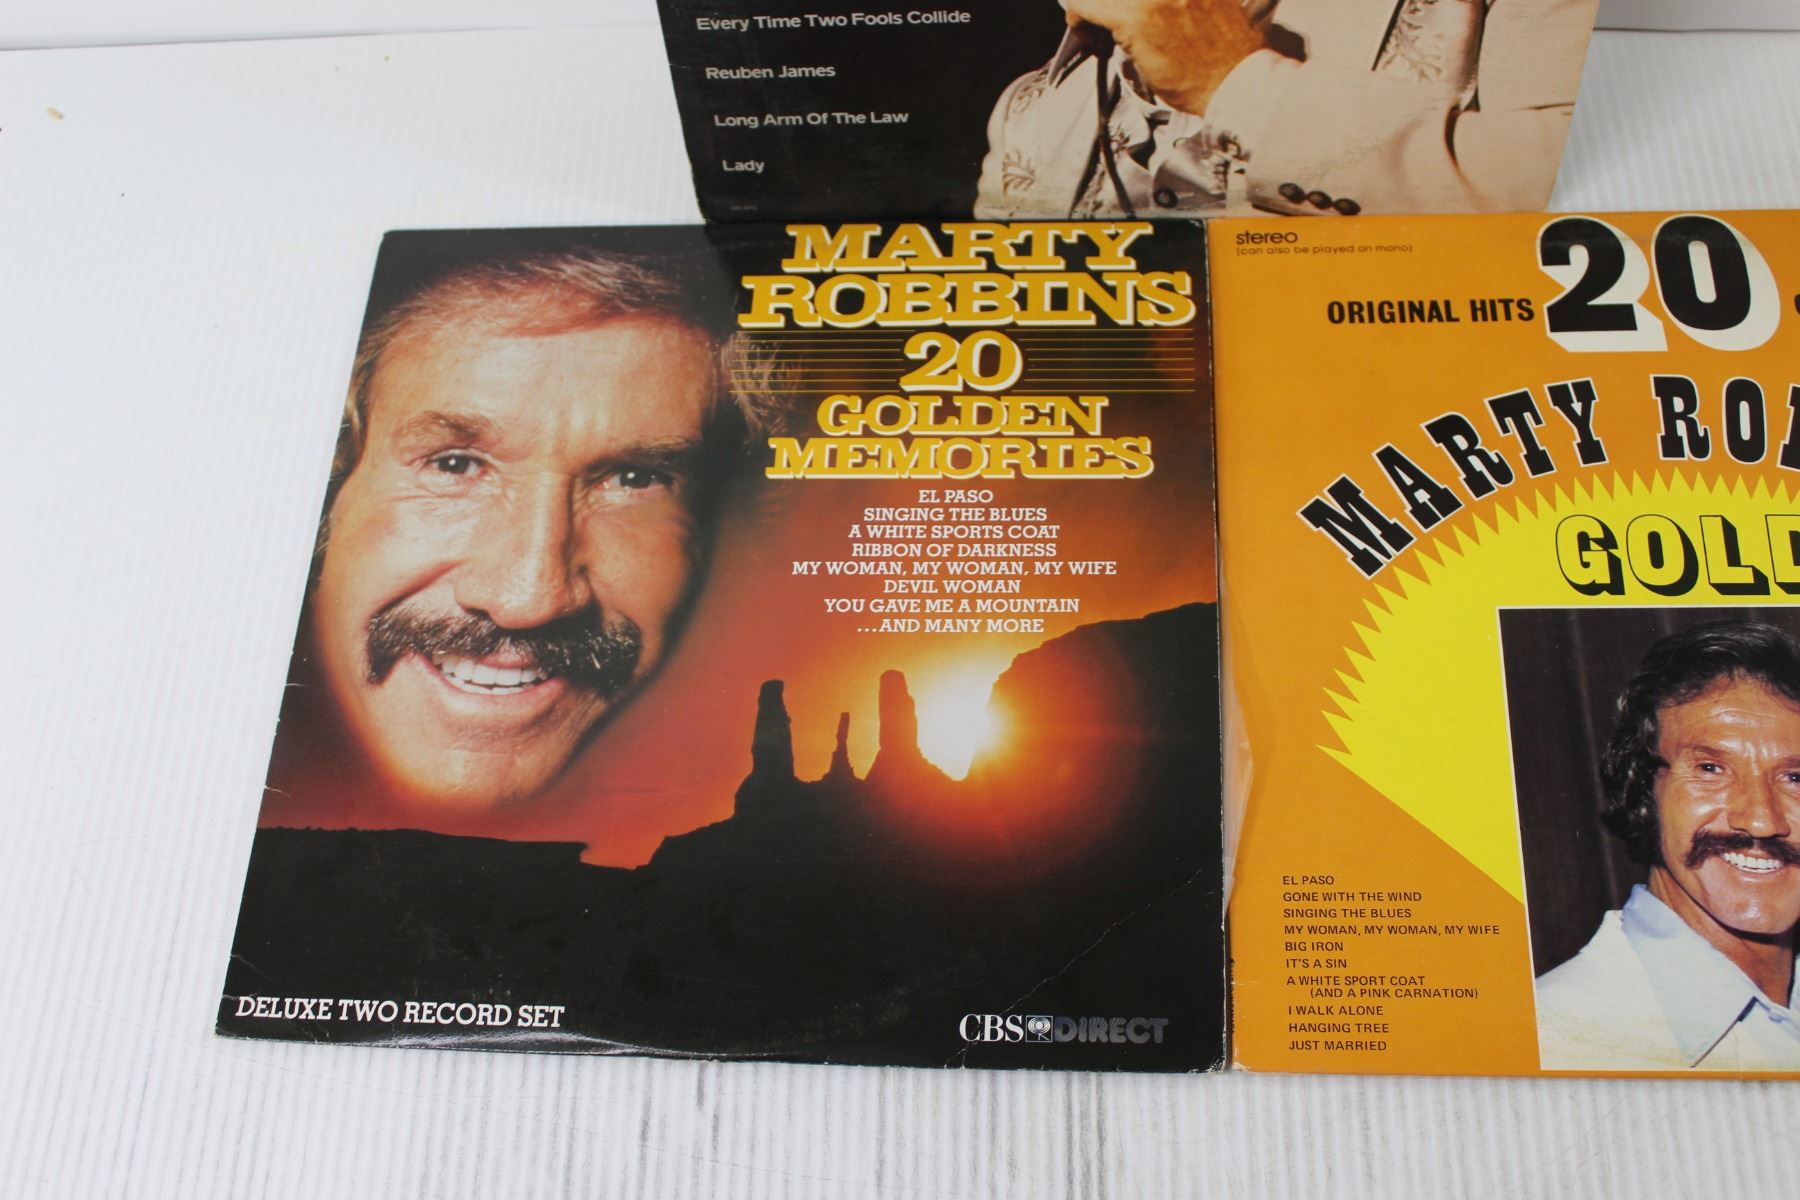 Every Time Two Fools Collide
Reuben James
Long Arm Of The Law
Lady
MARTY
ROBBINS
20
GOLDEN
MEMORIES
EL PASO
SINGING THE BLUES
A WHITE SPORTS COAT
RIBBON OF DARKNESS
MY WOMAN, MY WOMAN, MY WIFE
DEVIL WOMAN
YOU GAVE ME A MOUNTAIN
...AND MANY MORE
DELUXE TWO RECORD SET
CBS DIRECT
stereo
(can also be played on mono)
ORIGINAL HITS 20
MARTY
GOLD
EL PASO
GONE WITH THE WIND
SINGING THE BLUES
MY WOMAN, MY WOMAN, MY WIFE
BIG IRON
IT'S A SIN
A WHITE SPORT COAT
(AND A PINK CARNATION)
I WALK ALONE
HANGING TREE
JUST MARRIED